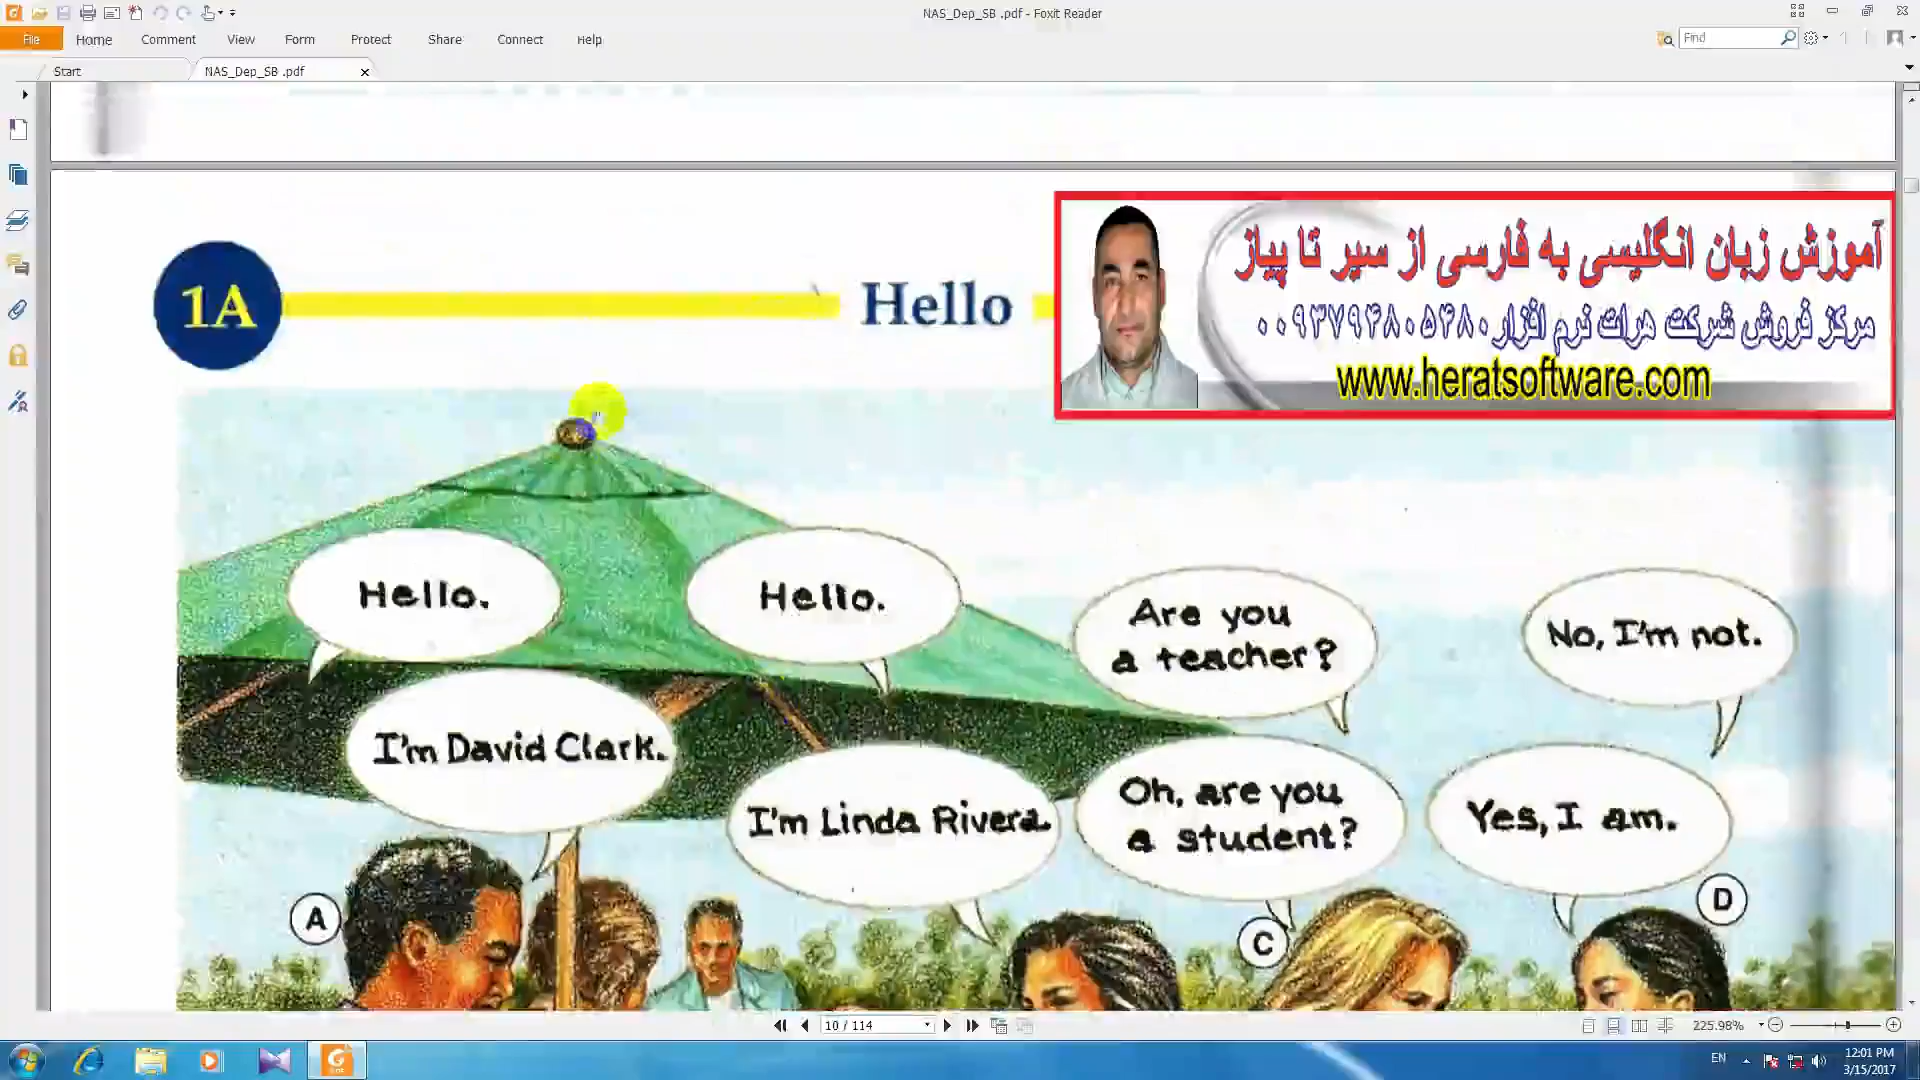 NAS_Dep_SB .pdf - Foxit Reader
File Home Comment View Form Protect Share Connect Help
Find
Start
NAS_Dep_SB .pdf
1A
Hello
آموزش زبان انگلیسی به فارسی از سیر تا پیاز
مرکز فروش شرکت هرات نرم افزار۰۰۹۳۷۹۴۸۰۵۴۸۰
www.heratsoftware.com
Hello.
Hello.
Are you
a teacher?
No, I'm not.
I'm David Clark.
I'm Linda Rivera.
Oh, are you
a student?
Yes, I am.
A
C
D
10 / 114
225.98%
EN
12:01 PM
3/15/2017